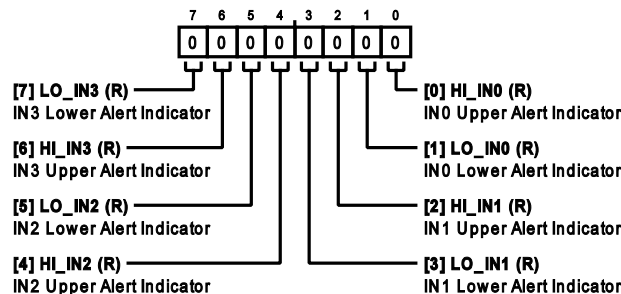 7 6 5 4 3 2 1 0
0 0 0 0 0 0 0 0
[7] LO_IN3 (R)
IN3 Lower Alert Indicator
[6] HI_IN3 (R)
IN3 Upper Alert Indicator
[5] LO_IN2 (R)
IN2 Lower Alert Indicator
[4] HI_IN2 (R)
IN2 Upper Alert Indicator
[0] HI_IN0 (R)
IN0 Upper Alert Indicator
[1] LO_IN0 (R)
IN0 Lower Alert Indicator
[2] HI_IN1 (R)
IN1 Upper Alert Indicator
[3] LO_IN1 (R)
IN1 Lower Alert Indicator